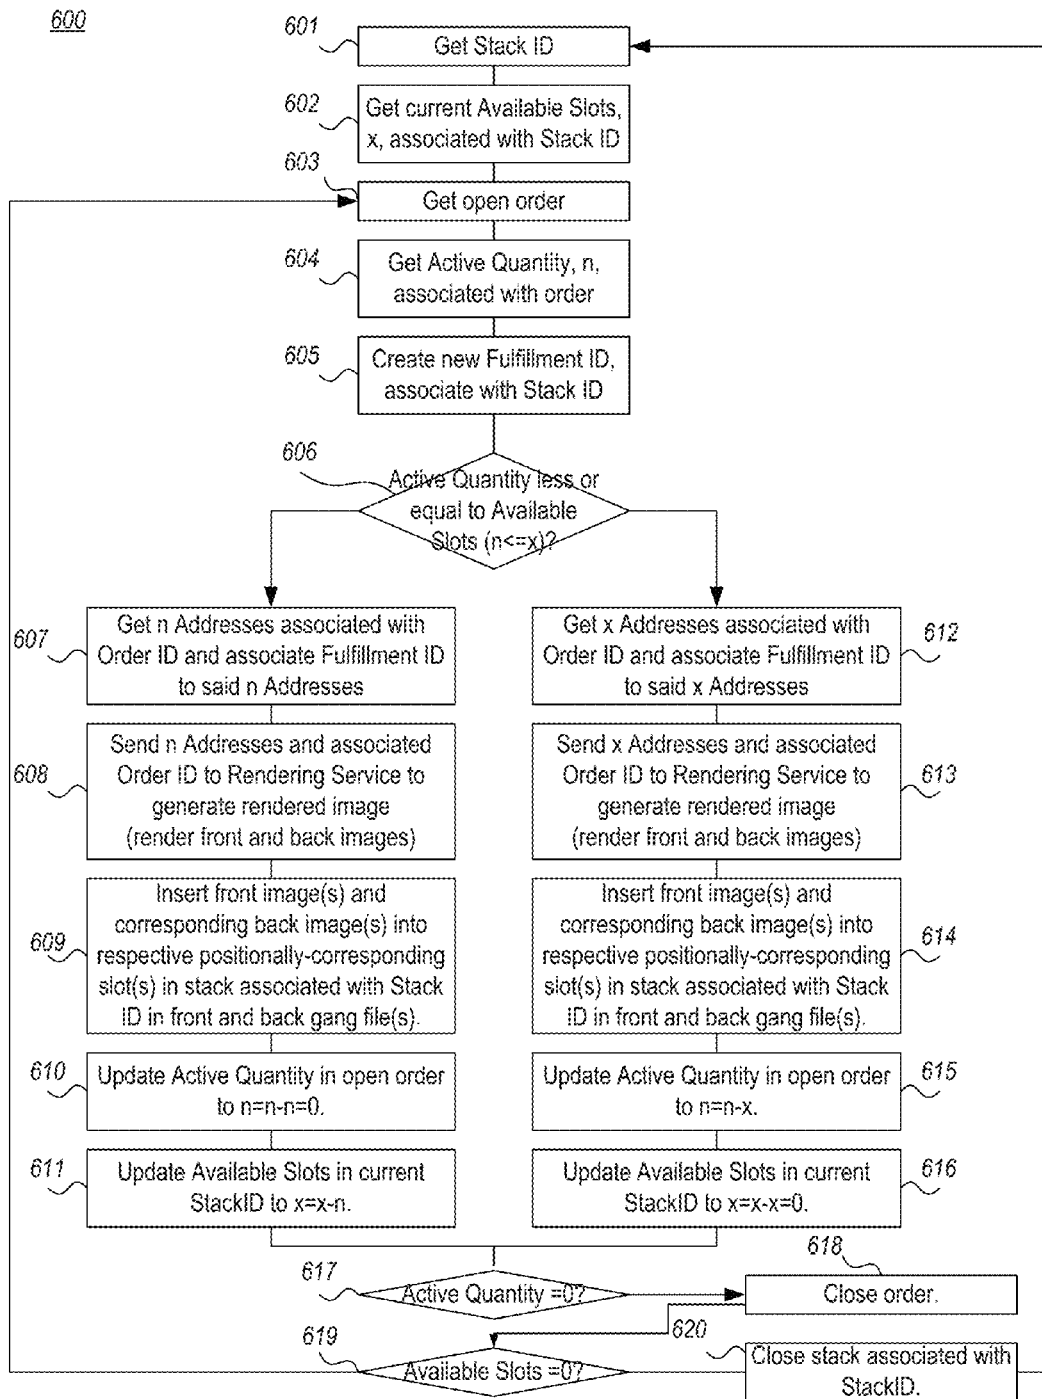 600
601
Get Stack ID
602
Get current Available Slots,
x, associated with Stack ID
603
Get open order
604
Get Active Quantity, n,
associated with order
605
Create new Fulfillment ID,
associate with Stack ID
606
Active Quantity less or
equal to Available
Slots (n<=x)?
607
Get n Addresses associated with
Order ID and associate Fulfillment ID
to said n Addresses
Get x Addresses associated with
Order ID and associate Fulfillment ID
to said x Addresses
612
608
Send n Addresses and associated
Order ID to Rendering Service to
generate rendered image
(render front and back images)
Send x Addresses and associated
Order ID to Rendering Service to
generate rendered image
(render front and back images)
613
609
Insert front image(s) and
corresponding back image(s) into
respective positionally-corresponding
slot(s) in stack associated with Stack
ID in front and back gang file(s).
Insert front image(s) and
corresponding back image(s) into
respective positionally-corresponding
slot(s) in stack associated with Stack
ID in front and back gang file(s).
614
610
Update Active Quantity in open order
to n=n-n=0.
Update Active Quantity in open order
to n=n-x.
615
611
Update Available Slots in current
StackID to x=x-n.
Update Available Slots in current
StackID to x=x-x=0.
616
617
Active Quantity =0?
618
Close order.
619
Available Slots =0?
620
Close stack associated with
StackID.